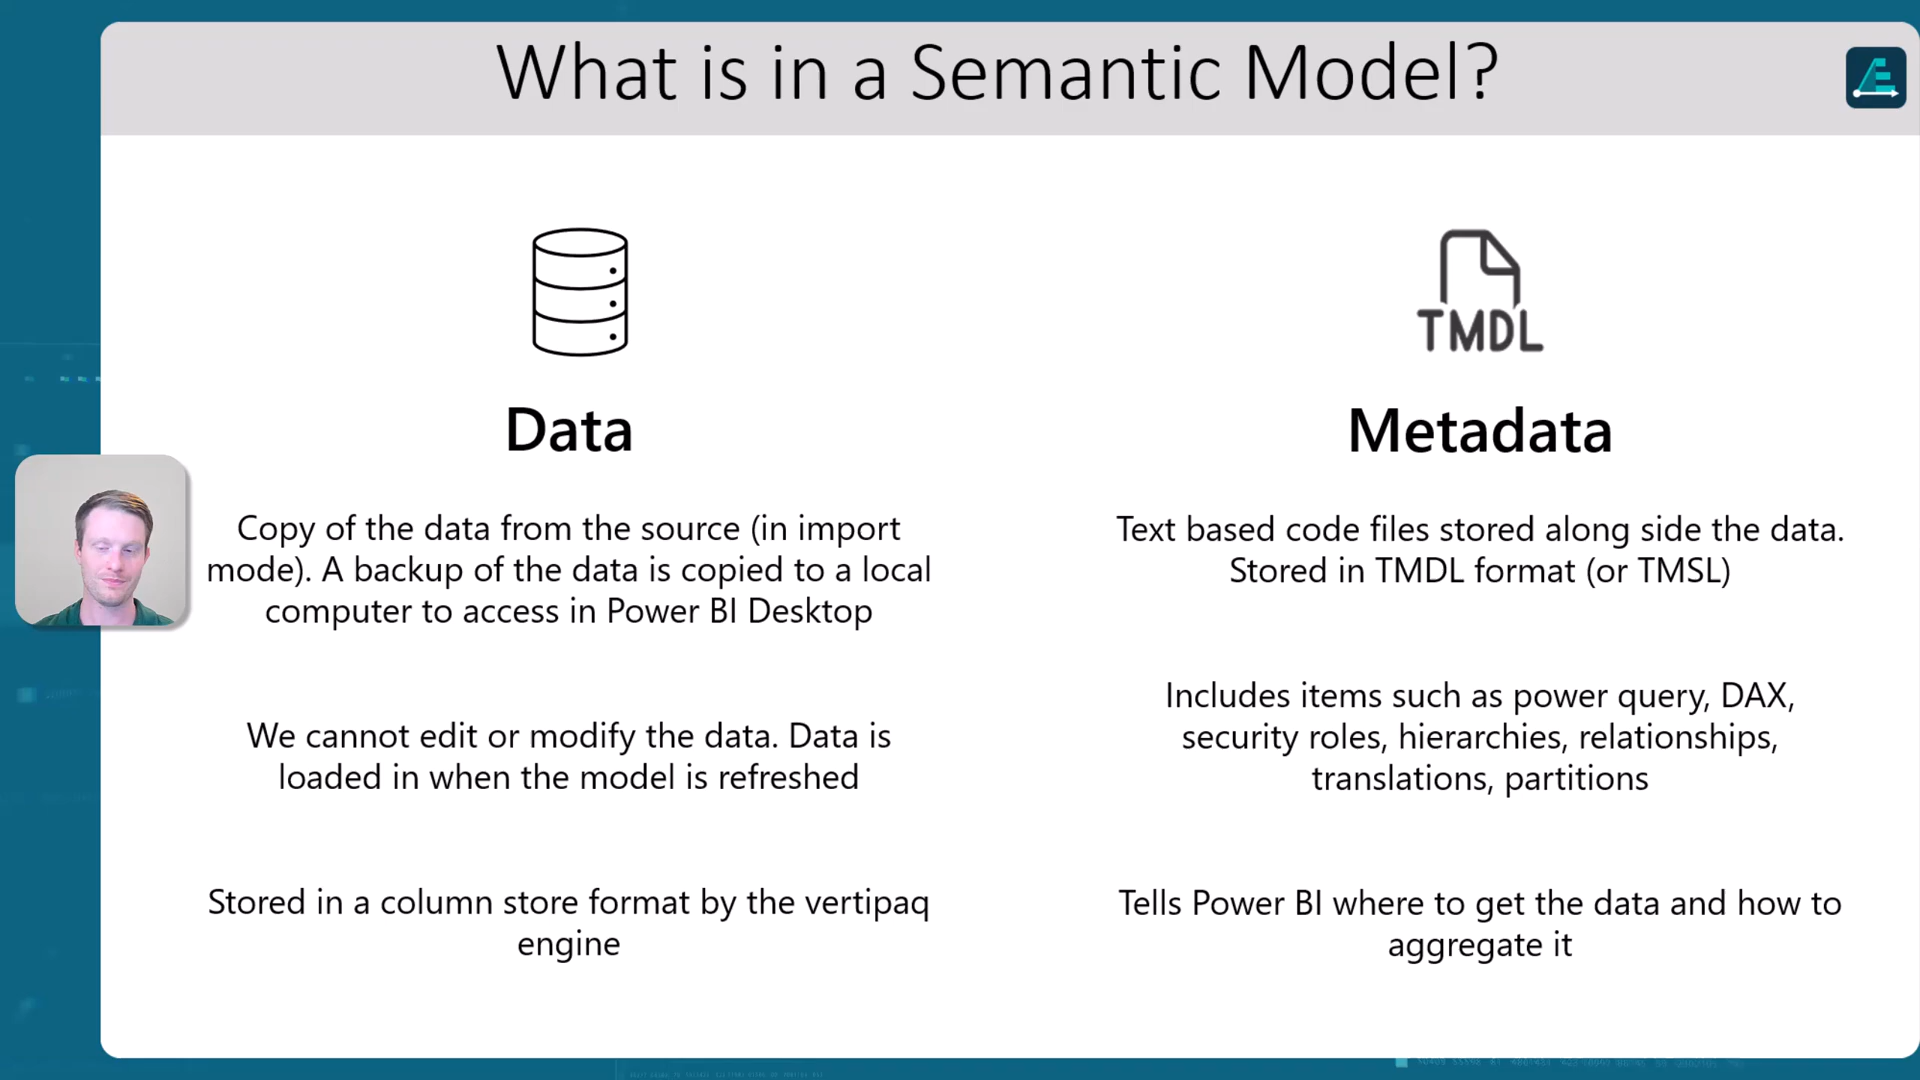 What is in a Semantic Model?
TMDL
Data
Metadata
Copy of the data from the source (in import
mode). A backup of the data is copied to a local
computer to access in Power BI Desktop
We cannot edit or modify the data. Data is
loaded in when the model is refreshed
Stored in a column store format by the vertipaq
engine
Text based code files stored along side the data.
Stored in TMDL format (or TMSL)
Includes items such as power query, DAX,
security roles, hierarchies, relationships,
translations, partitions
Tells Power BI where to get the data and how to
aggregate it